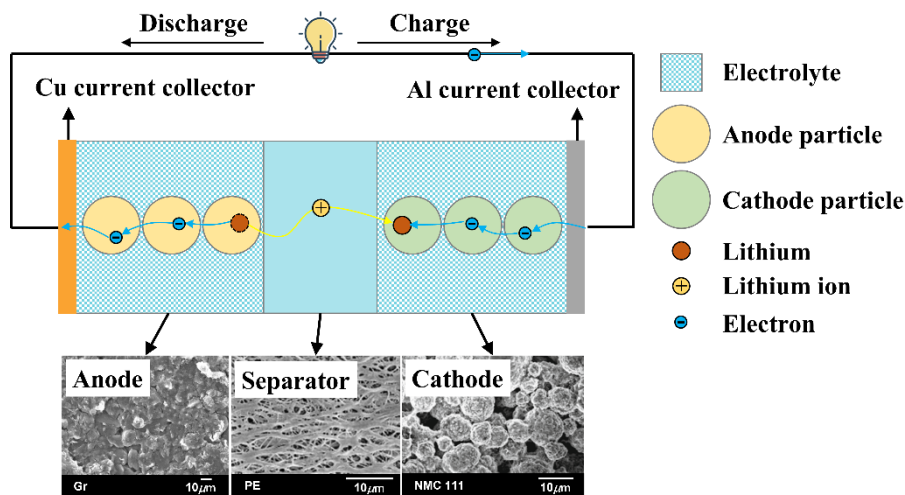 Discharge
Charge
Cu current collector
Al current collector
Electrolyte
Anode particle
Cathode particle
Lithium
Lithium ion
Electron
Anode
Separator
Cathode
Gr
10μm
PE
10μm
NMC 111
10μm